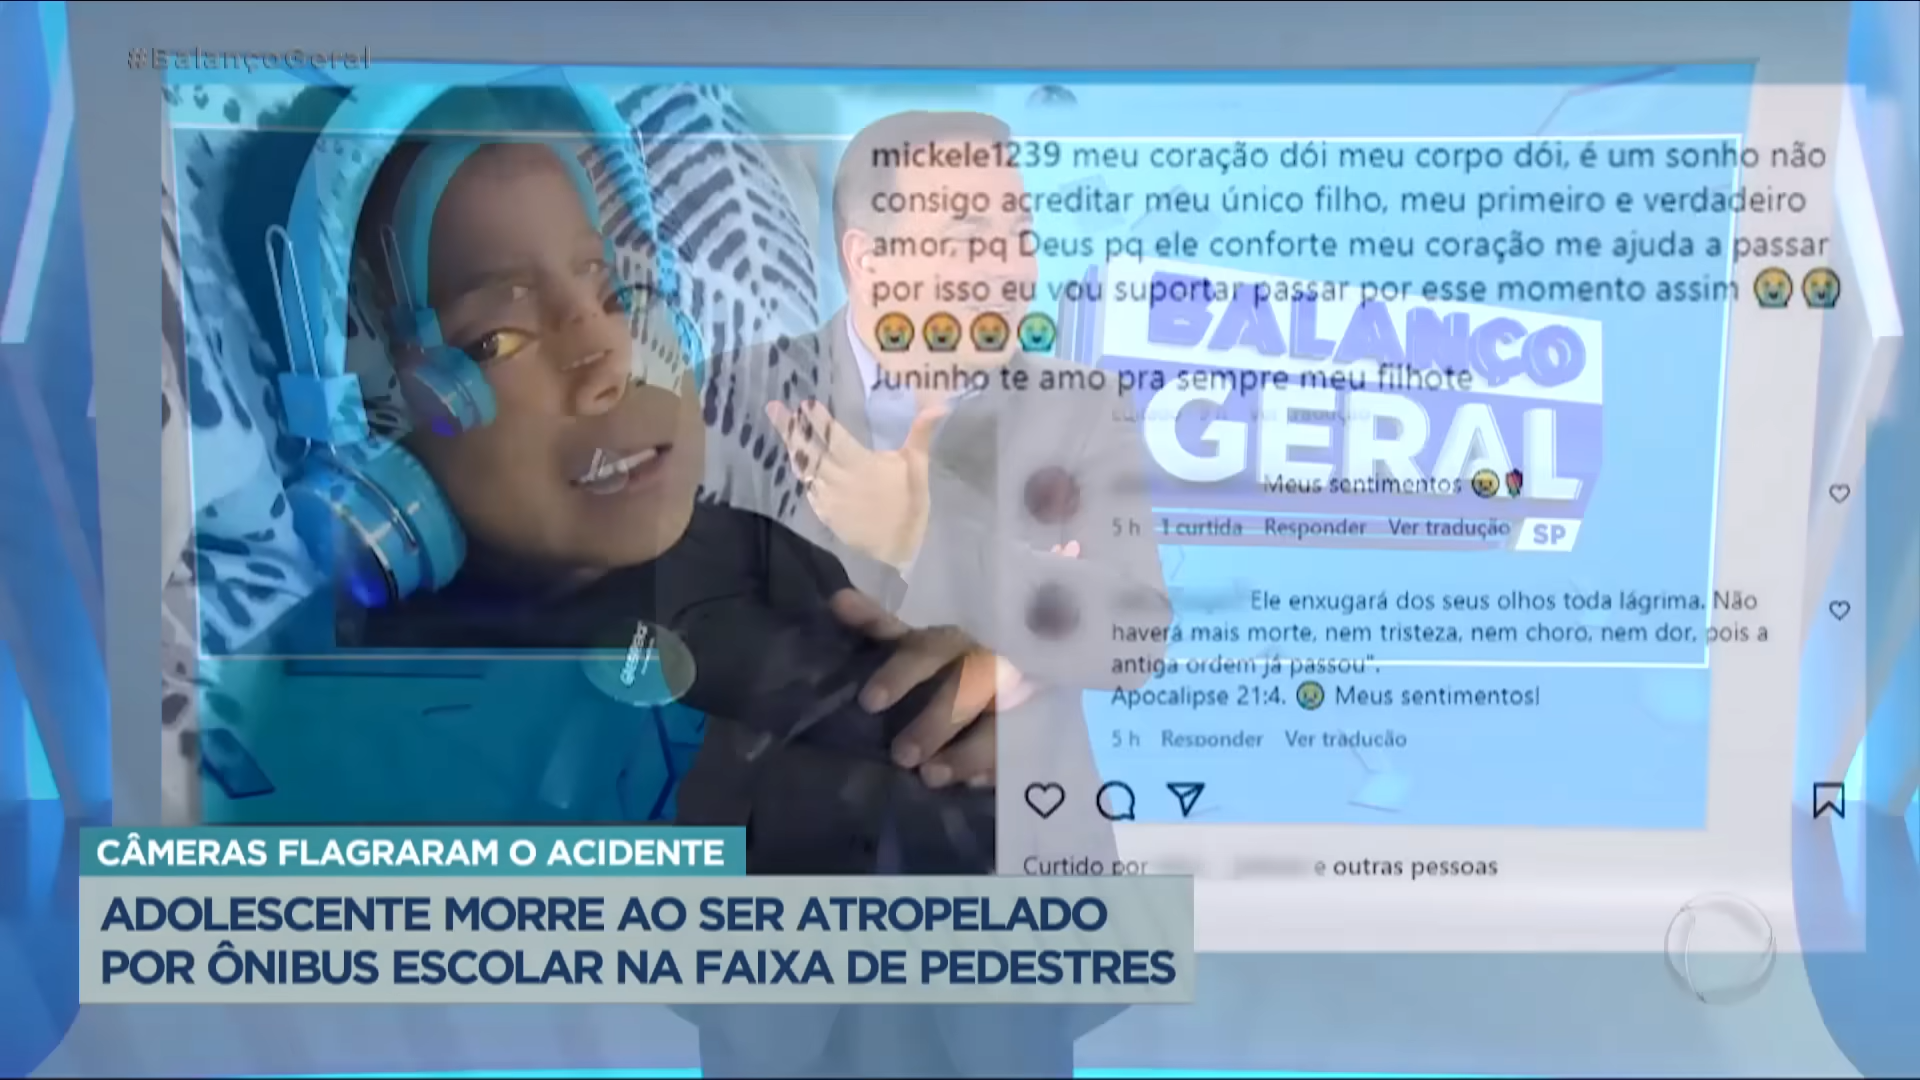 #BalançoGeral
mickele1239 meu coração dói meu corpo dói, é um sonho não
consigo acreditar meu único filho, meu primeiro e verdadeiro
amor, pq Deus pq ele conforte meu coração me ajuda a passar
por isso eu vou suportar passar por esse momento assim 😭😭
😭😭😭😭
Juninho te amo pra sempre meu filhote
BALANÇO
GERAL
SP
Meus sentimentos 😢🌹
5 h 1 curtida Responder Ver tradução
Ele enxugará dos seus olhos toda lágrima. Não
haverá mais morte, nem tristeza, nem choro, nem dor, pois a
antiga ordem já passou".
Apocalipse 21:4. 😢 Meus sentimentos!
5 h Responder Ver tradução
Curtido por e outras pessoas
CÂMERAS FLAGRARAM O ACIDENTE
ADOLESCENTE MORRE AO SER ATROPELADO
POR ÔNIBUS ESCOLAR NA FAIXA DE PEDESTRES